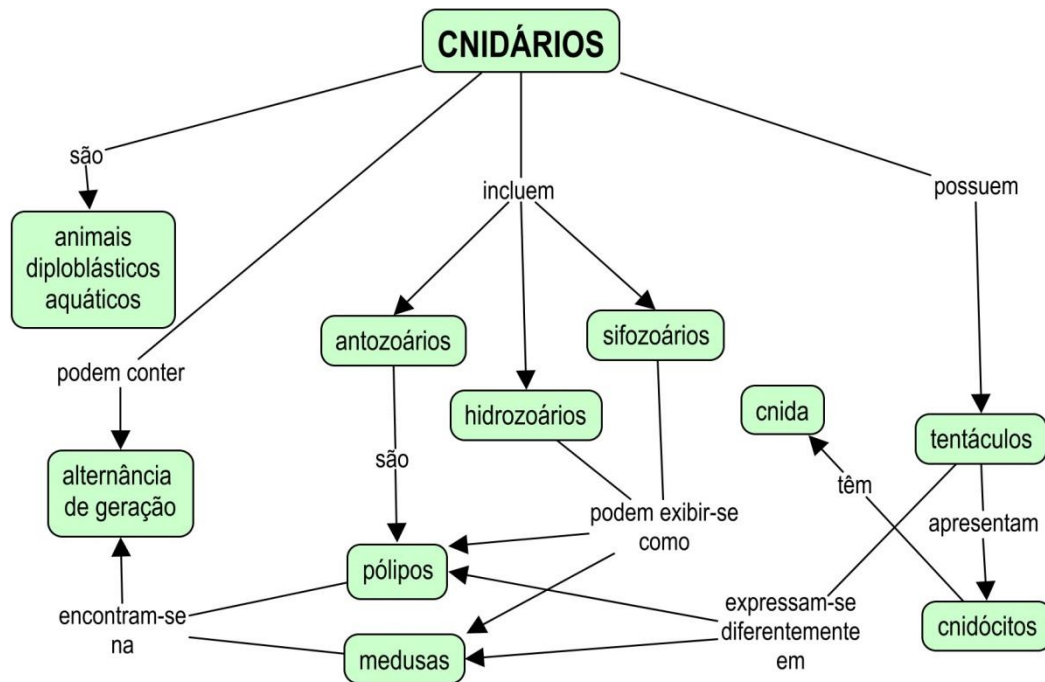 CNIDÁRIOS
são
incluem
possuem
animais
diploblásticos
aquáticos
antozoários
sifozoários
podem conter
hidrozoários
cnida
tentáculos
são
têm
alternância
de geração
podem exibir-se
como
apresentam
pólipos
encontram-se
na
expressam-se
diferentemente
em
cnidócitos
medusas